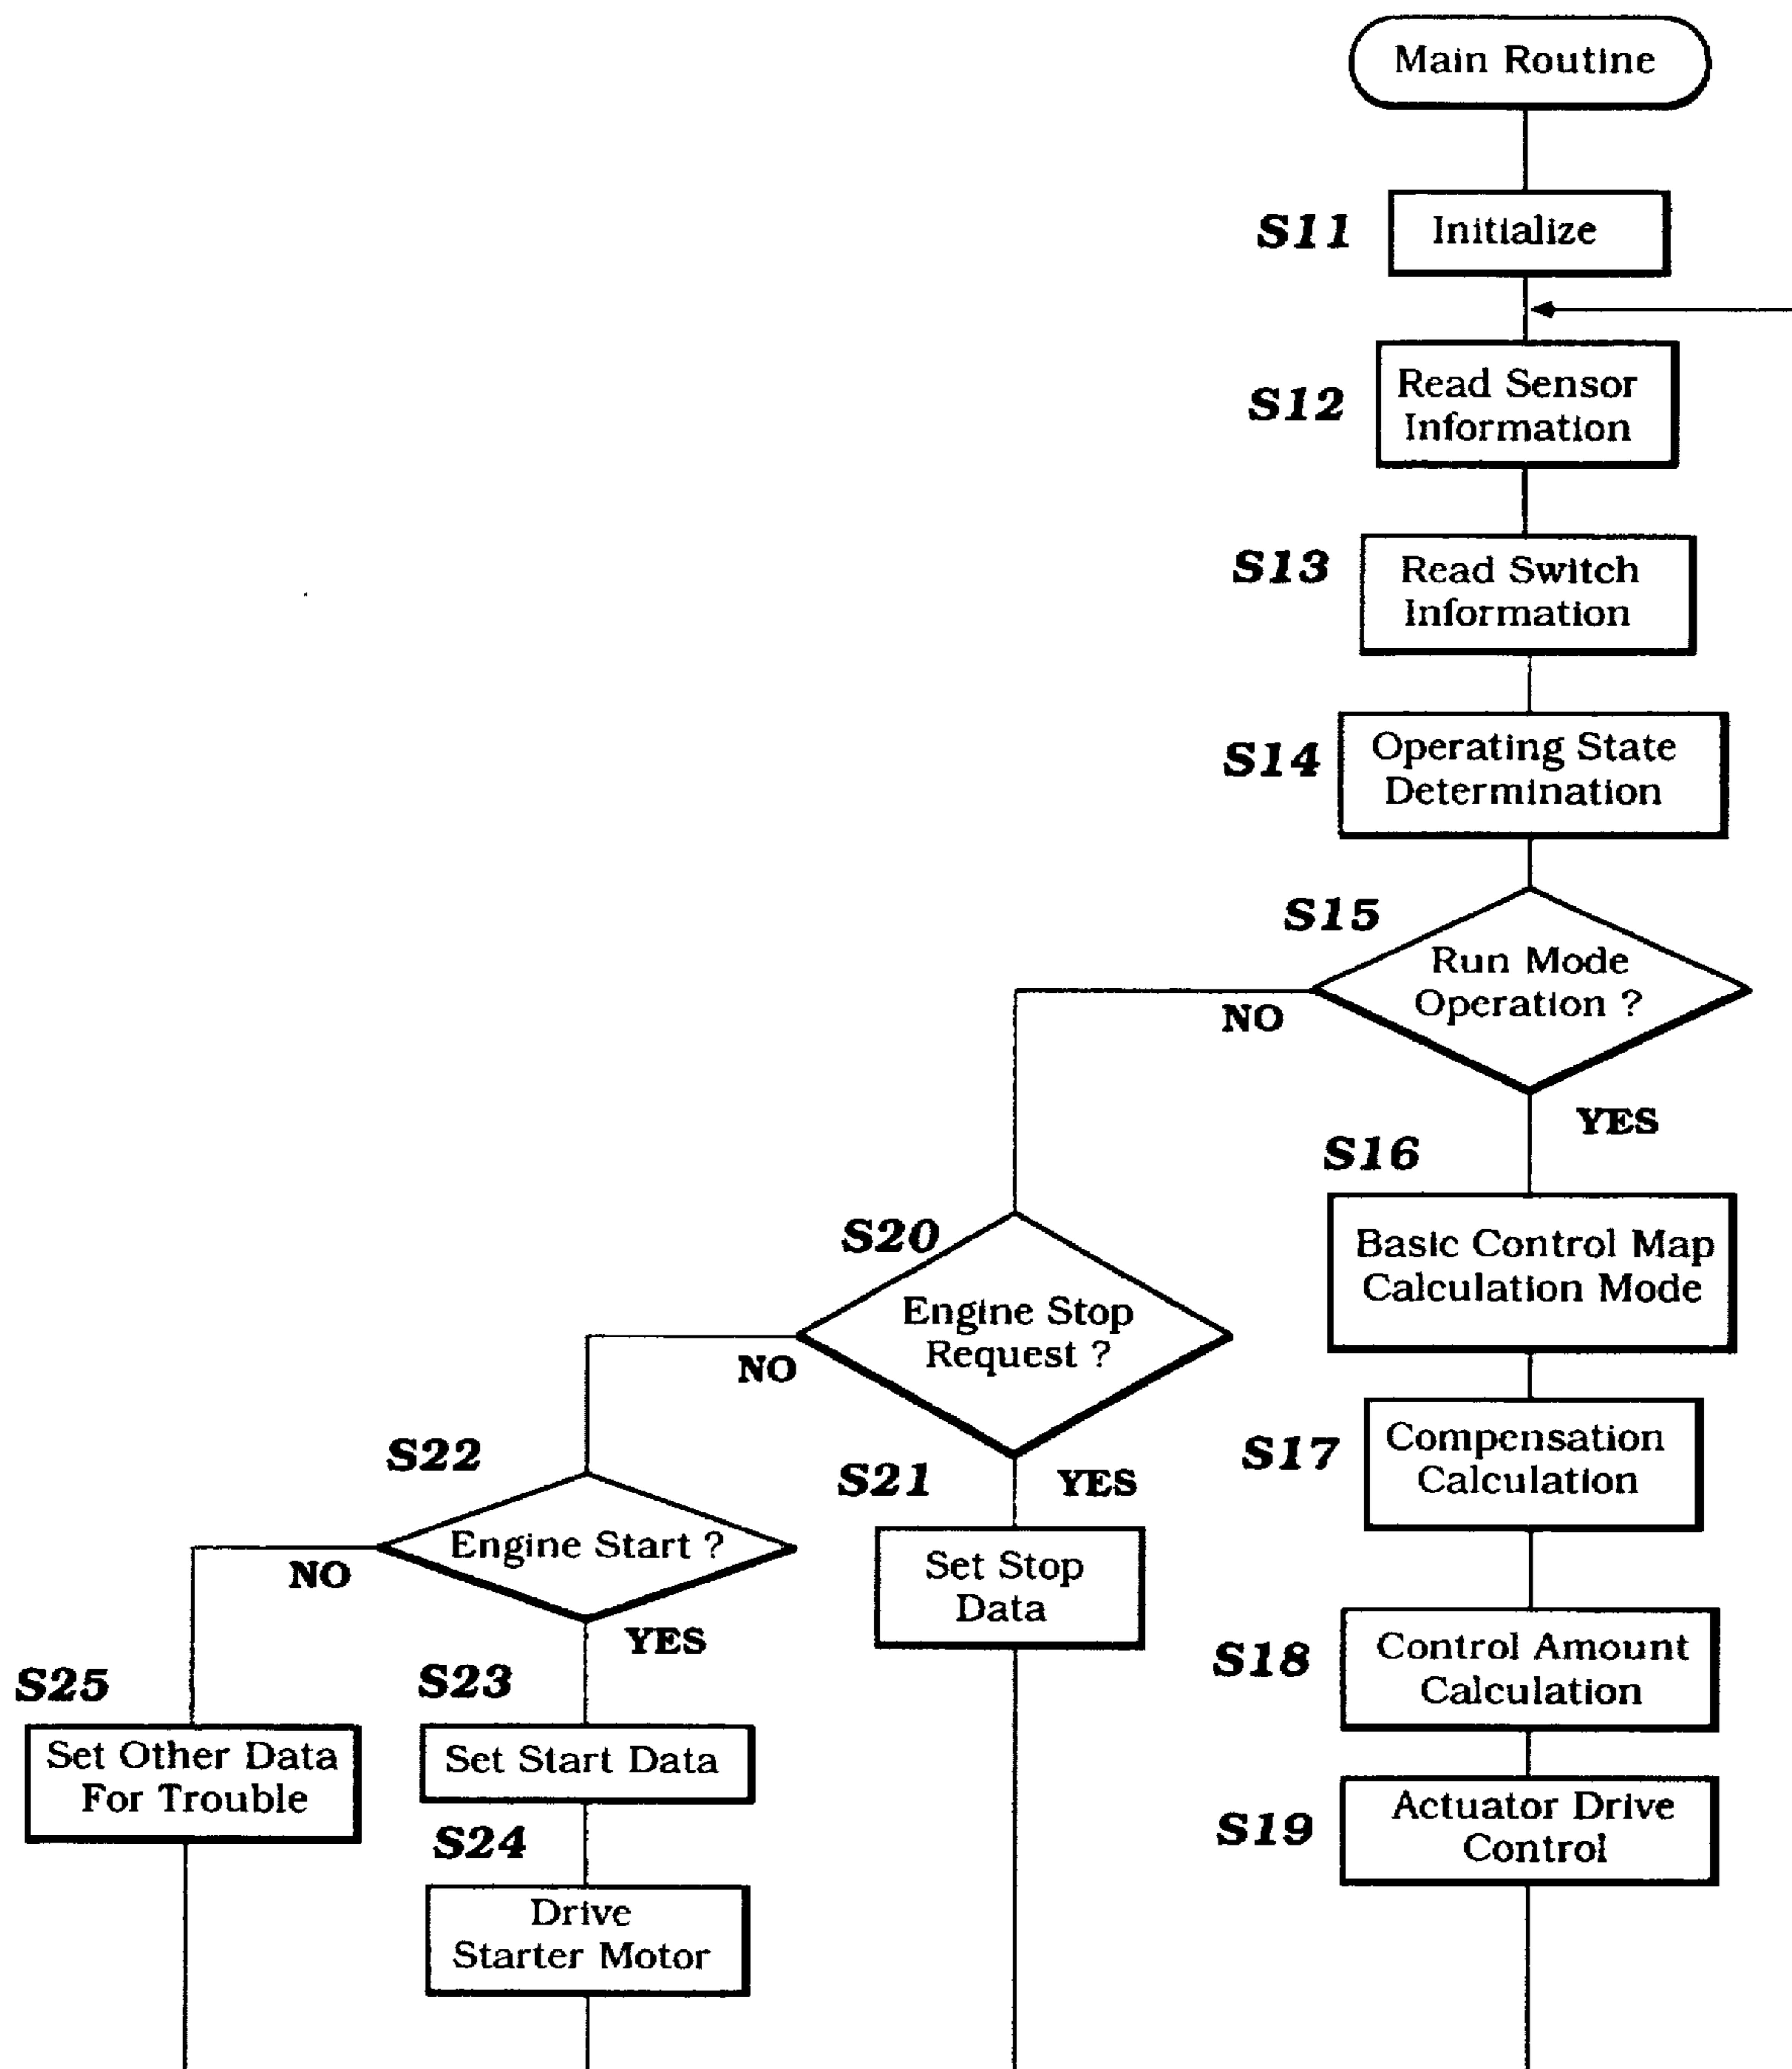 Main Routine
S11
Initialize
S12
Read Sensor
Information
S13
Read Switch
Information
S14
Operating State
Determination
S15
Run Mode
Operation ?
NO
YES
S16
Basic Control Map
Calculation Mode
S17
Compensation
Calculation
S18
Control Amount
Calculation
S19
Actuator Drive
Control
S20
Engine Stop
Request ?
NO
YES
S21
Set Stop
Data
S22
Engine Start ?
NO
YES
S23
Set Start Data
S24
Drive
Starter Motor
S25
Set Other Data
For Trouble